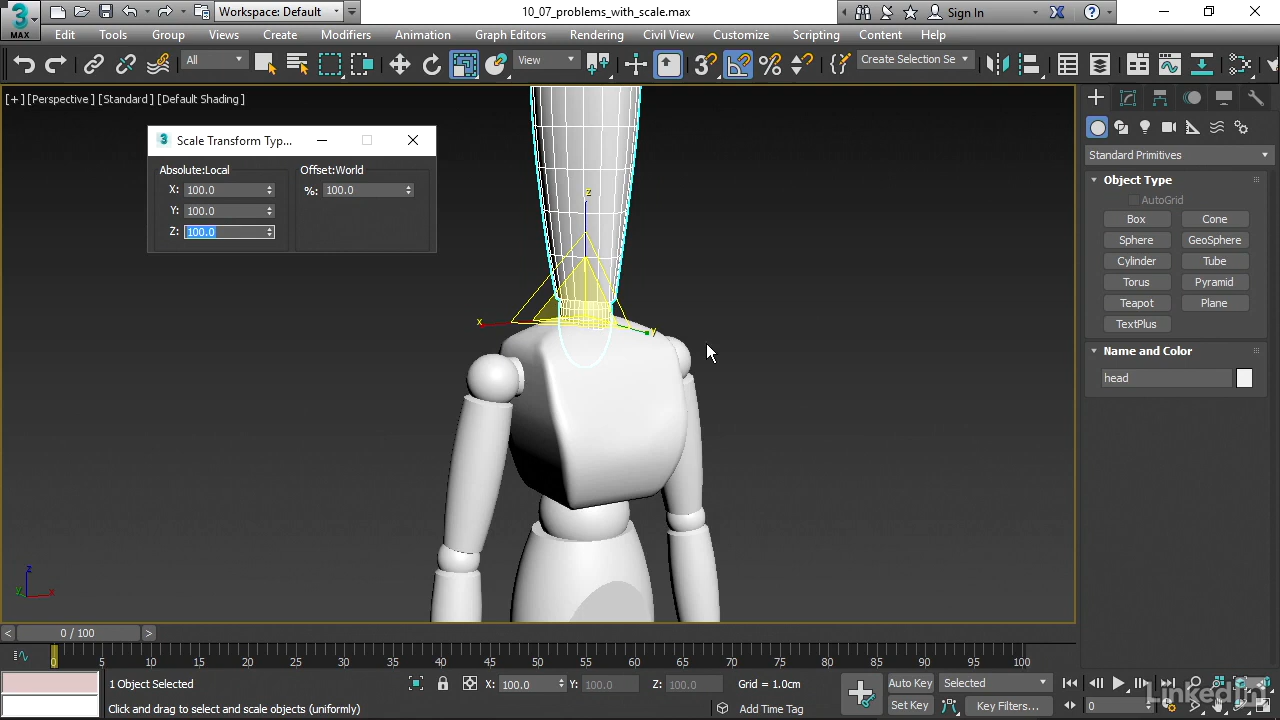 3
MAX
Workspace: Default
10_07_problems_with_scale.max
Sign In
Edit Tools Group Views Create Modifiers Animation Graph Editors Rendering Civil View Customize Scripting Content Help
All
View
Create Selection Se
[+] [Perspective] [Standard] [Default Shading]
Scale Transform Typ...
Absolute:Local
Offset:World
X: 100.0
%: 100.0
Y: 100.0
Z: 100.0
z
x
y
z
y
x
Standard Primitives
Object Type
AutoGrid
Box Cone
Sphere GeoSphere
Cylinder Tube
Torus Pyramid
Teapot Plane
TextPlus
Name and Color
head
< 0 / 100 >
0 5 10 15 20 25 30 35 40 45 50 55 60 65 70 75 80 85 90 95 100
1 Object Selected
X: 100.0 Y: 100.0 Z: 100.0 Grid = 1.0cm
Auto Key Selected
Click and drag to select and scale objects (uniformly)
Add Time Tag
Set Key Key Filters...
0
LinkedIn